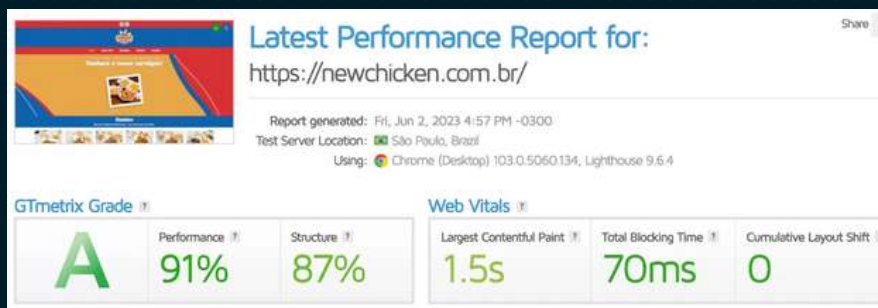 Share
Latest Performance Report for:
https://newchicken.com.br/
Report generated: Fri, Jun 2, 2023 4:57 PM -0300
Test Server Location: São Paulo, Brazil
Using: Chrome (Desktop) 103.0.5060.134, Lighthouse 9.6.4
GTmetrix Grade ?
Web Vitals ?
A
Performance ?
91%
Structure ?
87%
Largest Contentful Paint ?
1.5s
Total Blocking Time ?
70ms
Cumulative Layout Shift
0